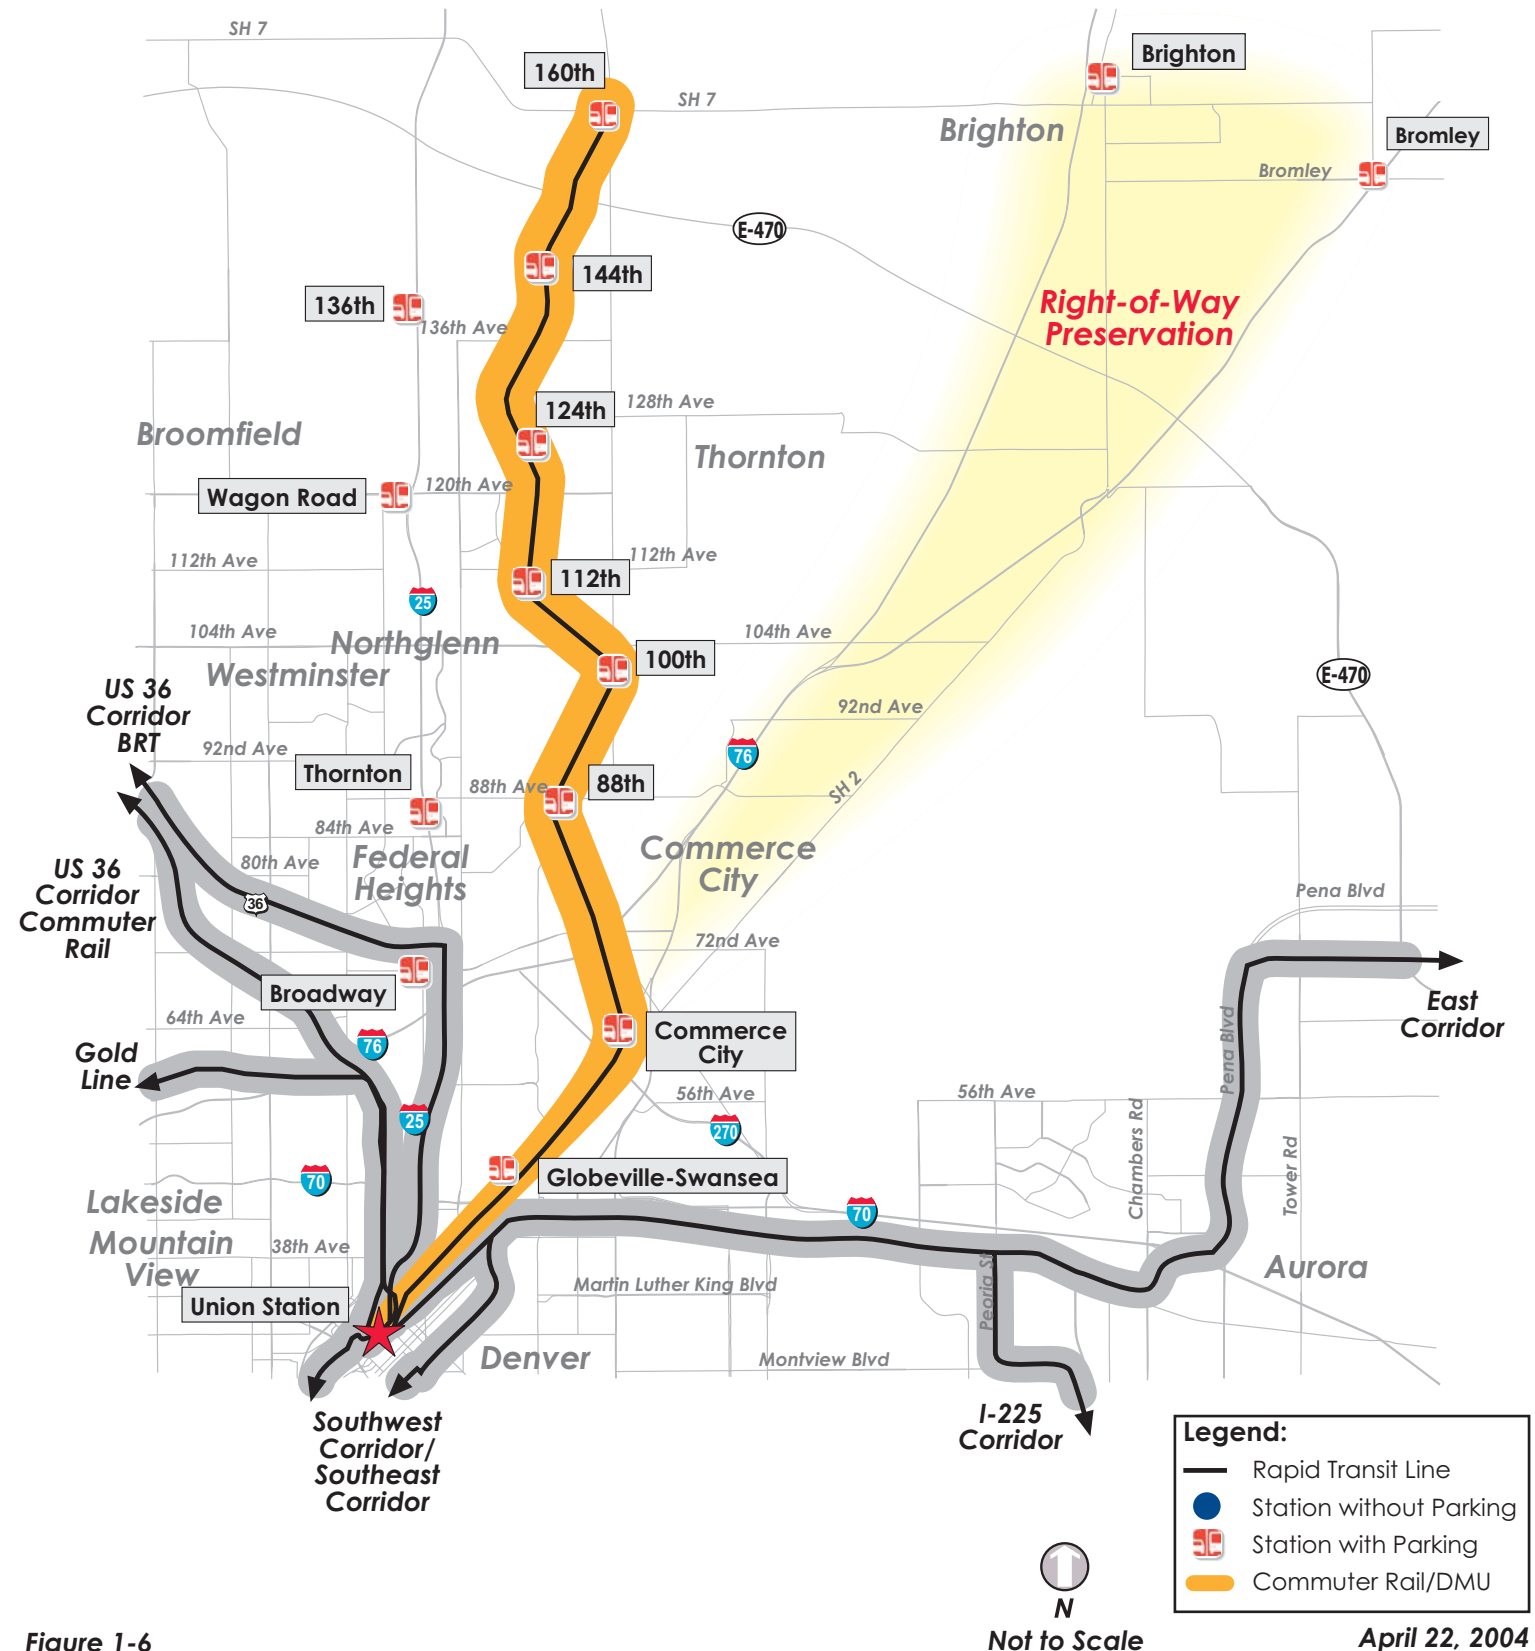 SH 7
160th
SH 7
Brighton
Brighton
Bromley
Bromley
E-470
144th
136th
136th Ave
Right-of-Way
Preservation
124th
128th Ave
Broomfield
Thornton
Wagon Road
120th Ave
112th Ave
112th Ave
112th
25
104th Ave
104th Ave
Northglenn
Westminster
100th
E-470
US 36
Corridor
BRT
92nd Ave
92nd Ave
76
Thornton
88th Ave
88th
SH 2
84th Ave
80th Ave
Federal
Heights
Commerce
City
US 36
Corridor
Commuter
Rail
36
Pena Blvd
72nd Ave
Broadway
East
Corridor
64th Ave
76
Commerce
City
Gold
Line
Pena Blvd
56th Ave
56th Ave
25
270
Chambers Rd
Tower Rd
70
Globeville-Swansea
Lakeside
70
Mountain
View
38th Ave
Aurora
Martin Luther King Blvd
Peoria St
Union Station
Denver
Montview Blvd
Southwest
Corridor/
Southeast
Corridor
I-225
Corridor
Legend:
Rapid Transit Line
Station without Parking
Station with Parking
Commuter Rail/DMU
N
Not to Scale
Figure 1-6
April 22, 2004